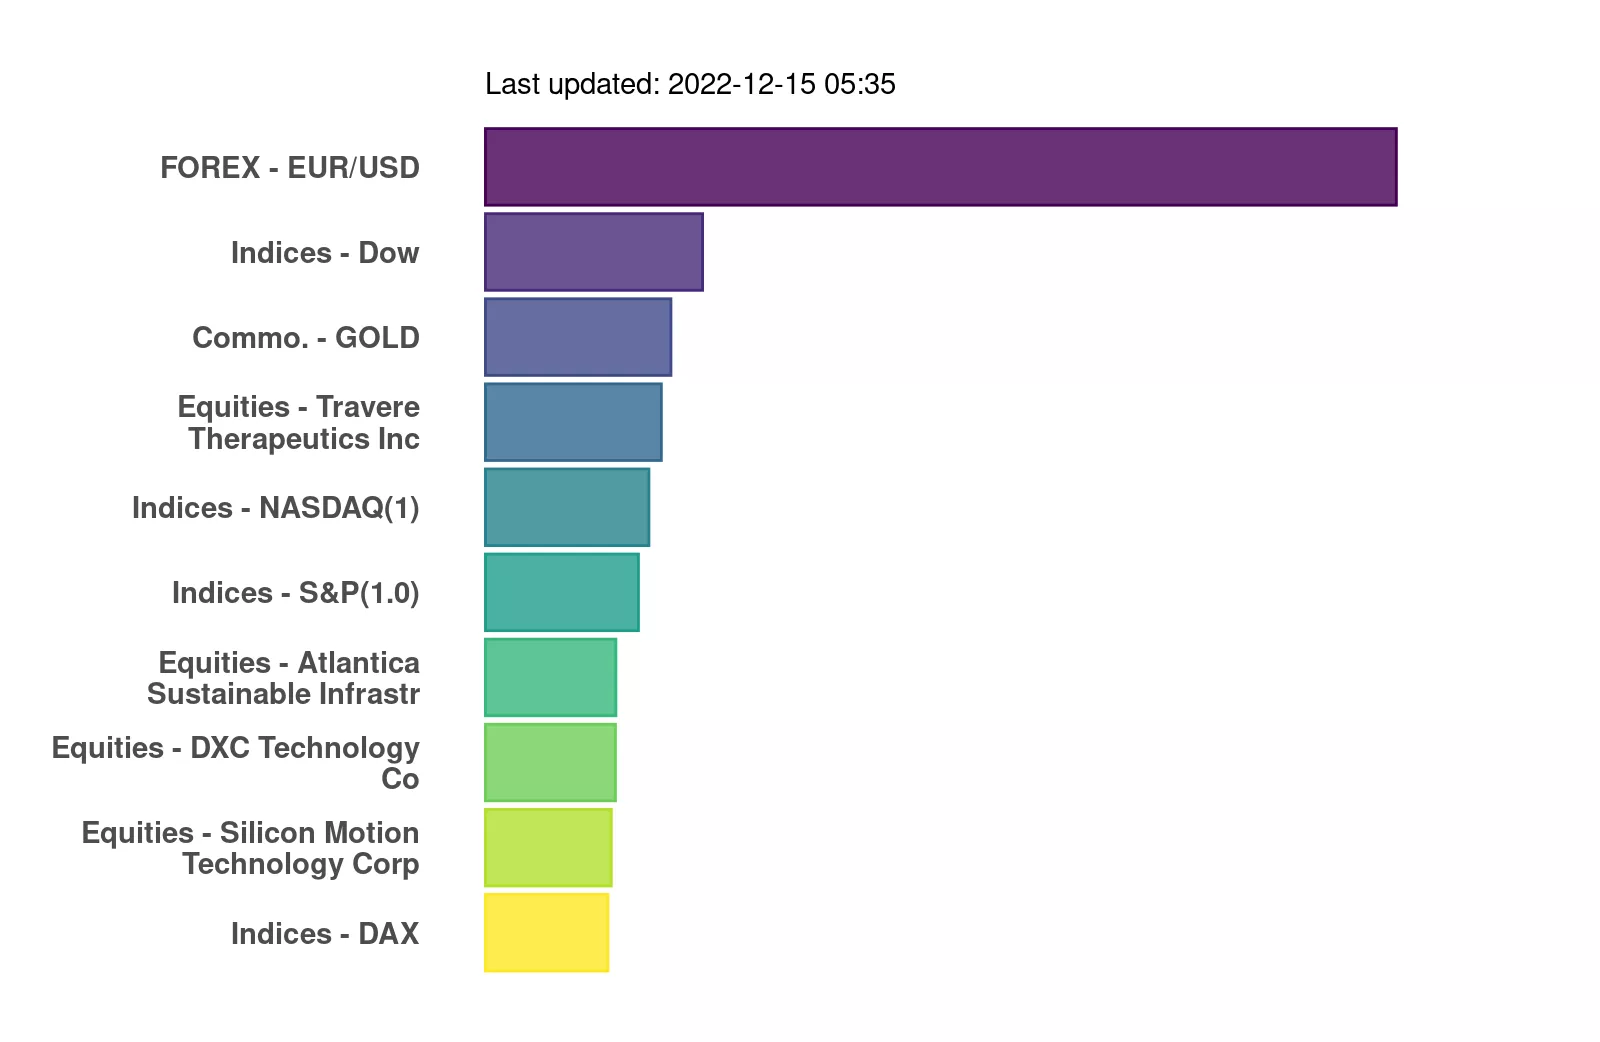 Last updated: 2022-12-15 05:35
FOREX - EUR/USD
Indices - Dow
Commo. - GOLD
Equities - Travere
Therapeutics Inc
Indices - NASDAQ(1)
Indices - S&P(1.0)
Equities - Atlantica
Sustainable Infrastr
Equities - DXC Technology
Co
Equities - Silicon Motion
Technology Corp
Indices - DAX